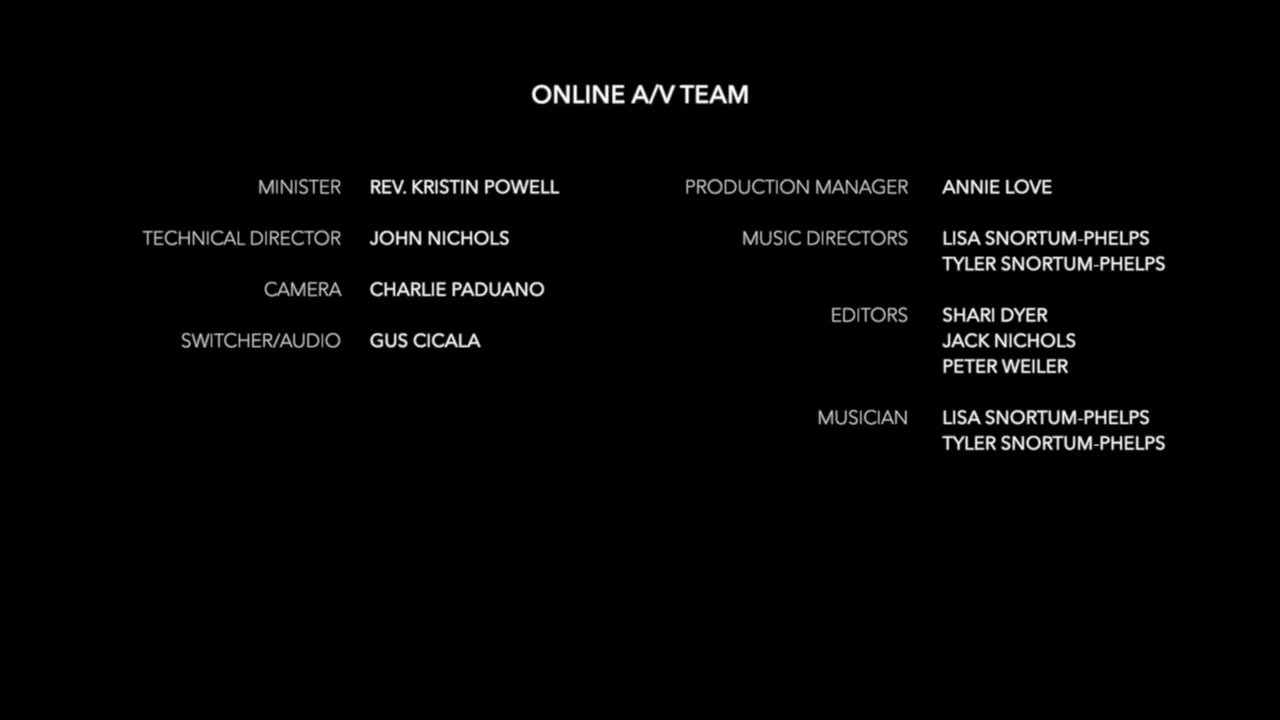 ONLINE A/V TEAM
MINISTER REV. KRISTIN POWELL
TECHNICAL DIRECTOR JOHN NICHOLS
CAMERA CHARLIE PADUANO
SWITCHER/AUDIO GUS CICALA
PRODUCTION MANAGER ANNIE LOVE
MUSIC DIRECTORS LISA SNORTUM-PHELPS
TYLER SNORTUM-PHELPS
EDITORS SHARI DYER
JACK NICHOLS
PETER WEILER
MUSICIAN LISA SNORTUM-PHELPS
TYLER SNORTUM-PHELPS